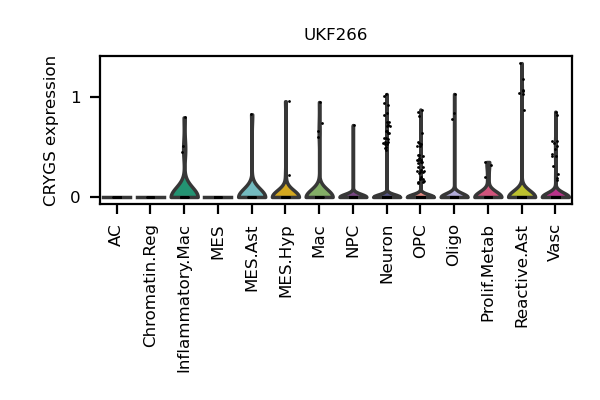 UKF266
CRYGS expression
1
0
AC
Chromatin.Reg
Inflammatory.Mac
MES
MES.Ast
MES.Hyp
Mac
NPC
Neuron
OPC
Oligo
Prolif.Metab
Reactive.Ast
Vasc